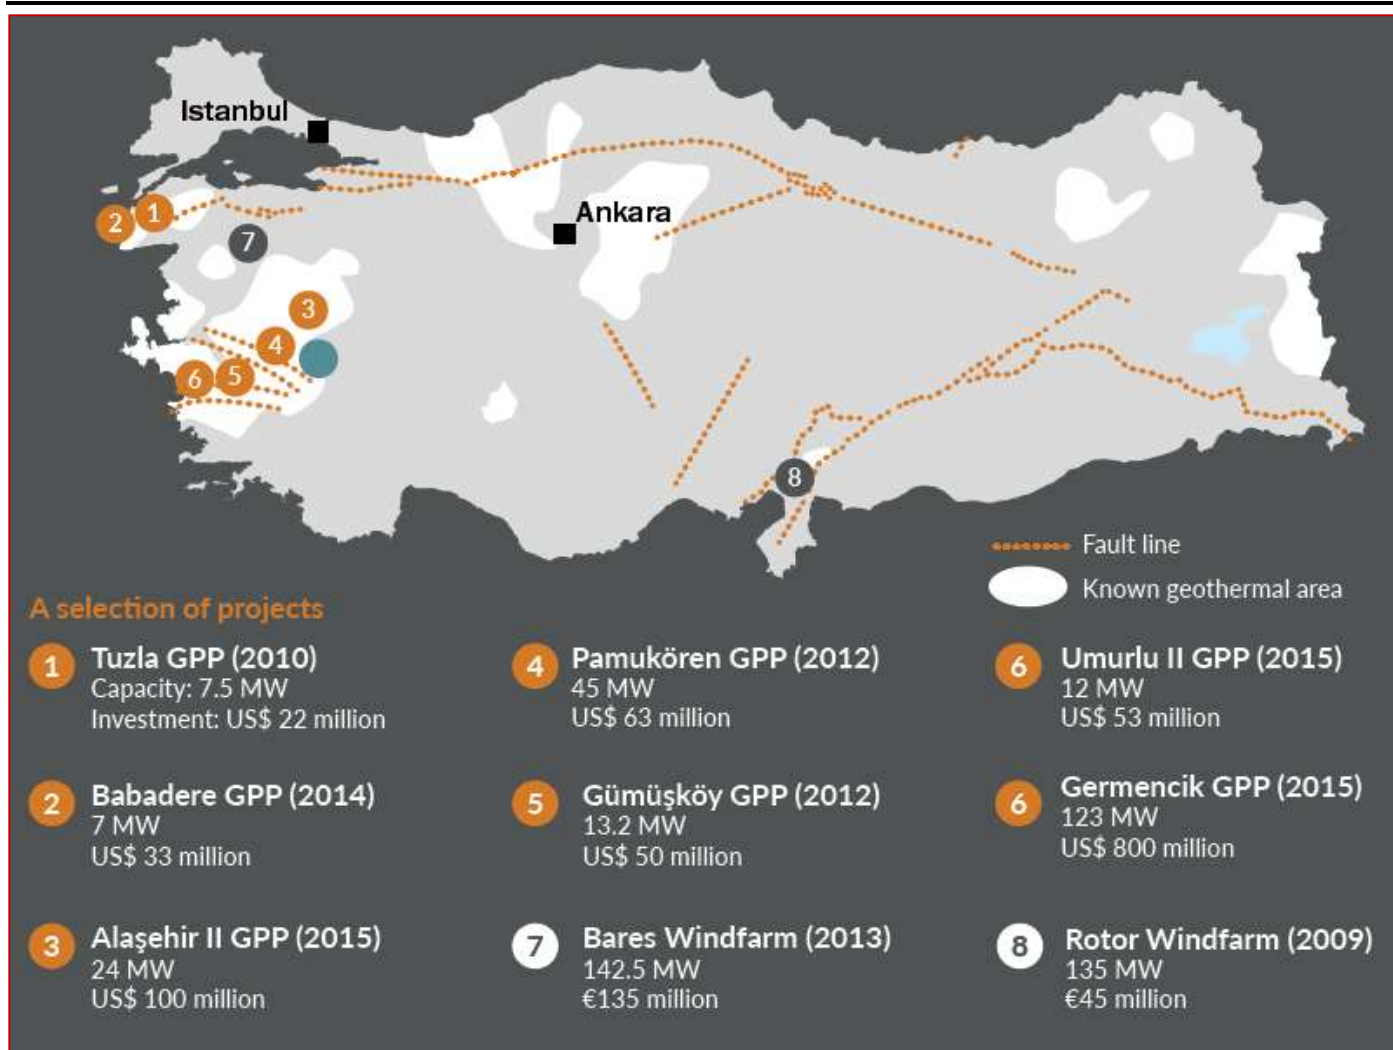 Istanbul
Ankara
1
2
7
3
4
5
6
8
Fault line
Known geothermal area
A selection of projects
1
Tuzla GPP (2010)
Capacity: 7.5 MW
Investment: US$ 22 million
2
Babadere GPP (2014)
7 MW
US$ 33 million
3
Alaşehir II GPP (2015)
24 MW
US$ 100 million
4
Pamukören GPP (2012)
45 MW
US$ 63 million
5
Gümüşköy GPP (2012)
13.2 MW
US$ 50 million
7
Bares Windfarm (2013)
142.5 MW
€135 million
6
Umurlu II GPP (2015)
12 MW
US$ 53 million
6
Germencik GPP (2015)
123 MW
US$ 800 million
8
Rotor Windfarm (2009)
135 MW
€45 million